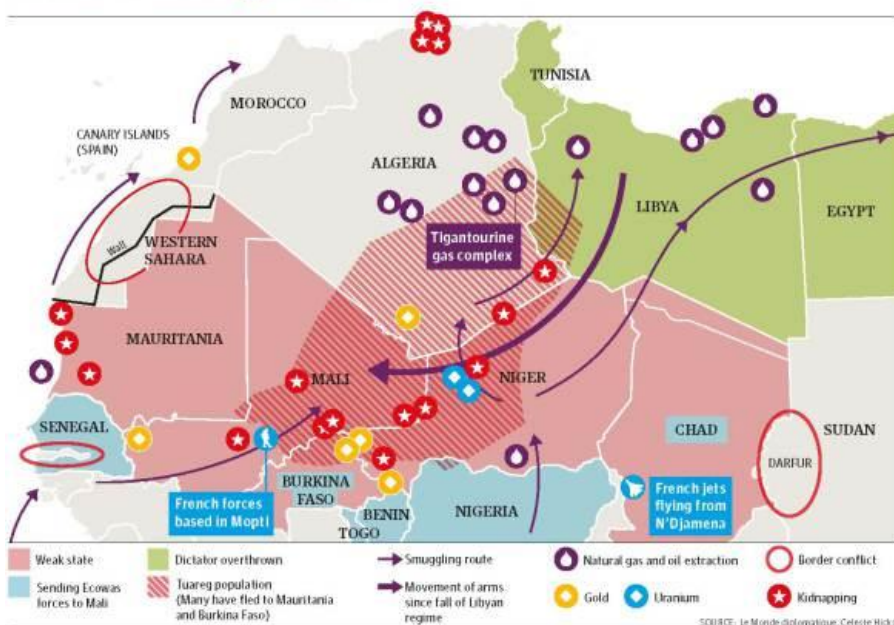 TUNISIA
MOROCCO
CANARY ISLANDS
(SPAIN)
ALGERIA
LIBYA
EGYPT
Wall
WESTERN
SAHARA
Tigantourine
gas complex
MAURITANIA
MALI
NIGER
SENEGAL
CHAD
SUDAN
DARFUR
BURKINA
FASO
French forces
based in Mopti
BENIN
TOGO
NIGERIA
French jets
flying from
N'Djamena
Weak state
Dictator overthrown
Smuggling route
Natural gas and oil extraction
Border conflict
Sending Ecowas
forces to Mali
Tuareg population
(Many have fled to Mauritania
and Burkina Faso)
Movement of arms
since fall of Libyan
regime
Gold
Uranium
Kidnapping
SOURCE: Le Monde diplomatique, Celeste